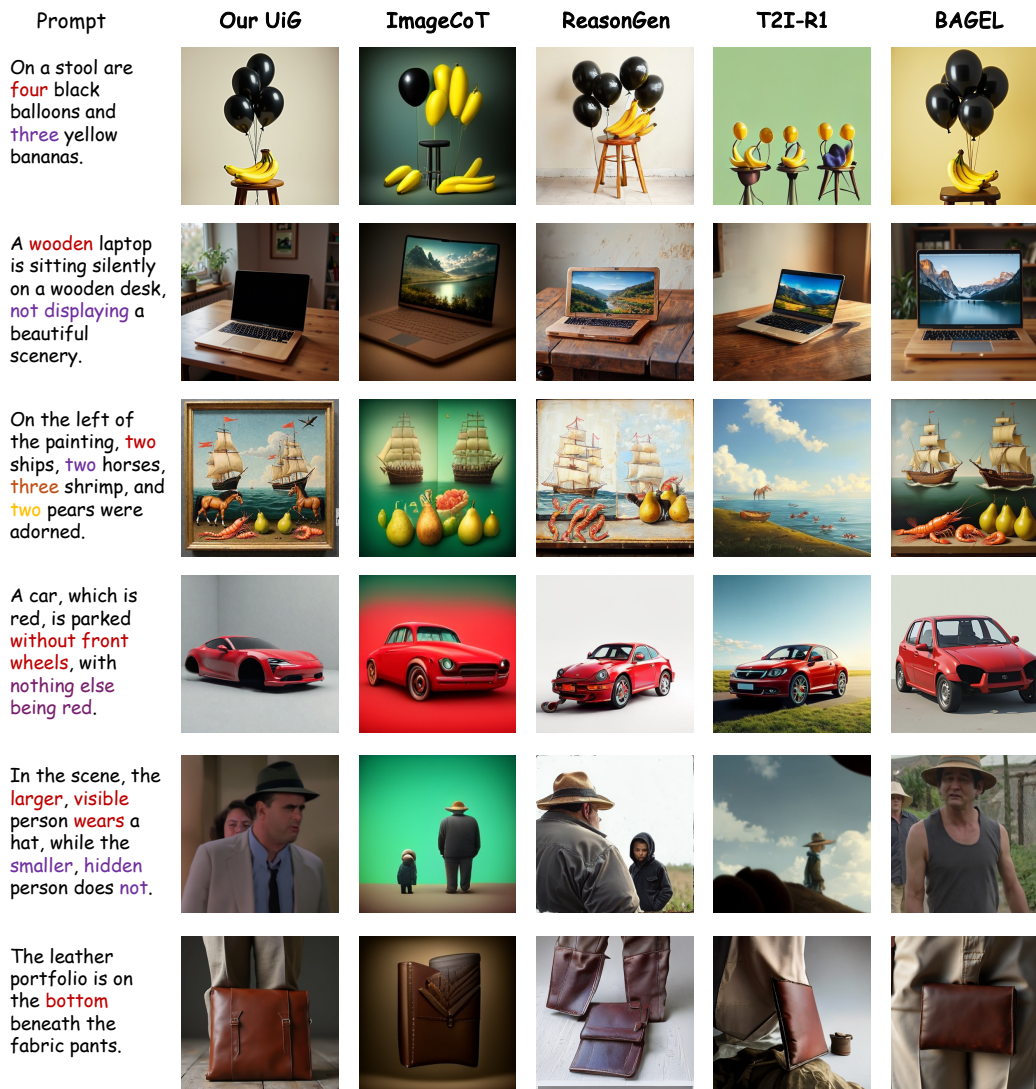 Prompt
Our UiG
ImageCoT
ReasonGen
T2I-R1
BAGEL
On a stool are
four black
balloons and
three yellow
bananas.
A wooden laptop
is sitting silently
on a wooden desk,
not displaying a
beautiful
scenery.
On the left of
the painting, two
ships, two horses,
three shrimp, and
two pears were
adorned.
A car, which is
red, is parked
without front
wheels, with
nothing else
being red.
In the scene, the
larger, visible
person wears a
hat, while the
smaller, hidden
person does not.
The leather
portfolio is on
the bottom
beneath the
fabric pants.